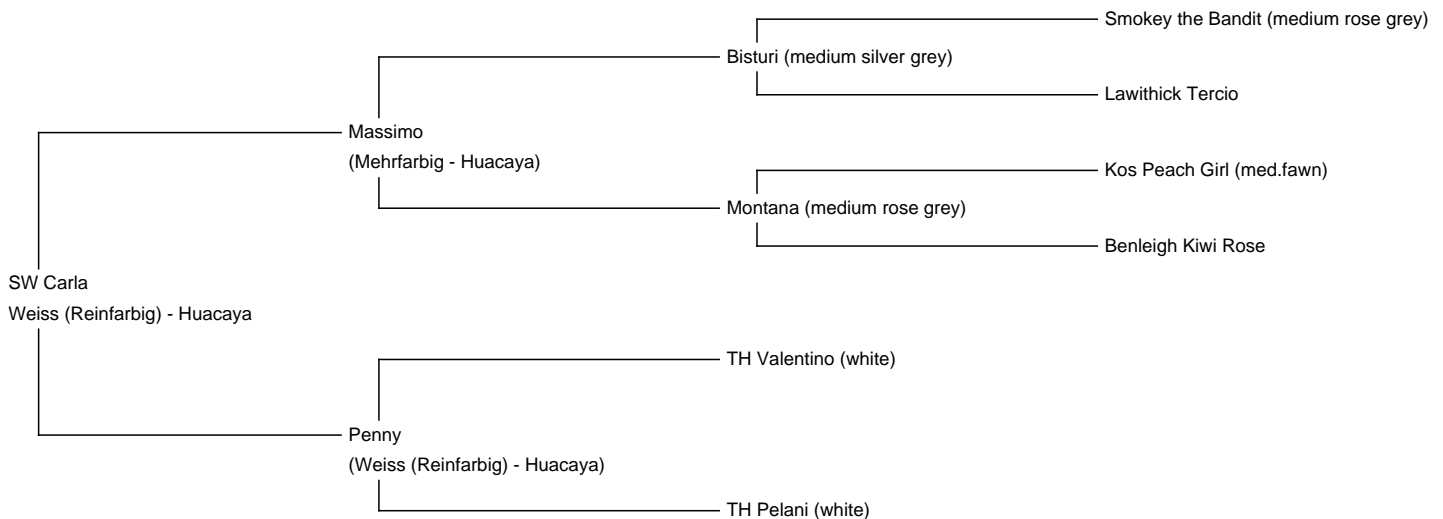 Smokey the Bandit (medium rose grey)
Bisturi (medium silver grey)
Lawithick Tercio
Massimo
(Mehrfarbig - Huacaya)
Kos Peach Girl (med.fawn)
Montana (medium rose grey)
Benleigh Kiwi Rose
SW Carla
Weiss (Reinfarbig) - Huacaya
TH Valentino (white)
Penny
(Weiss (Reinfarbig) - Huacaya)
TH Pelani (white)